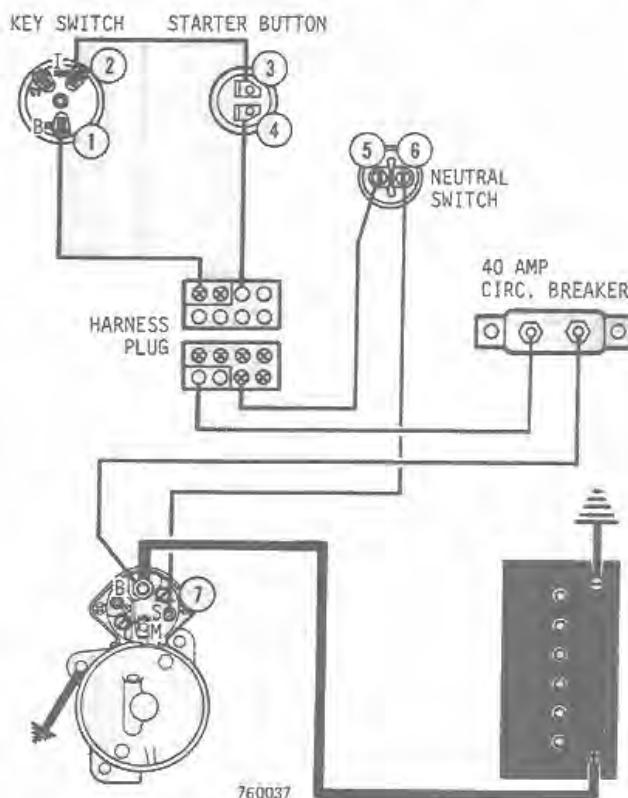 KEY SWITCH
STARTER BUTTON
I
2
3
B
1
4
5
6
NEUTRAL
SWITCH
40 AMP
CIRC. BREAKER
HARNESS
PLUG
B
7
S
M
760037